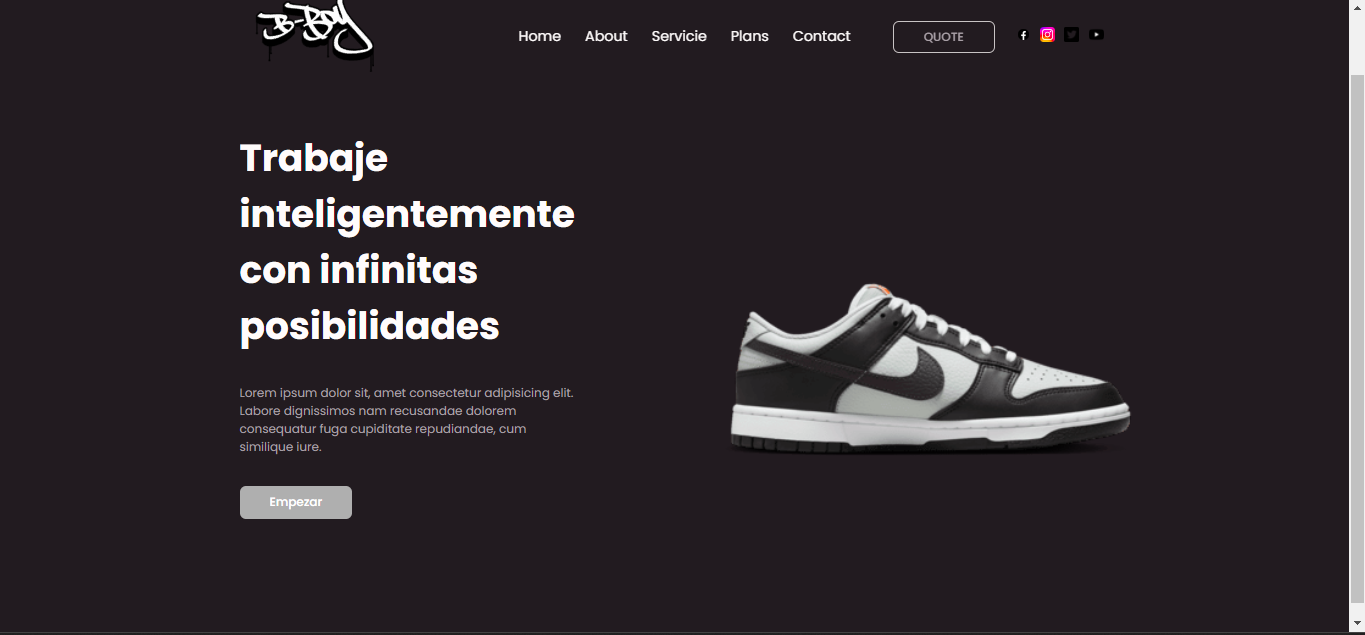 B-Boy
Home About Servicie Plans Contact QUOTE
Trabaje
inteligentemente
con infinitas
posibilidades
Lorem ipsum dolor sit, amet consectetur adipisicing elit.
Labore dignissimos nam recusandae dolorem
consequatur fuga cupiditate repudiandae, cum
similique iure.
Empezar